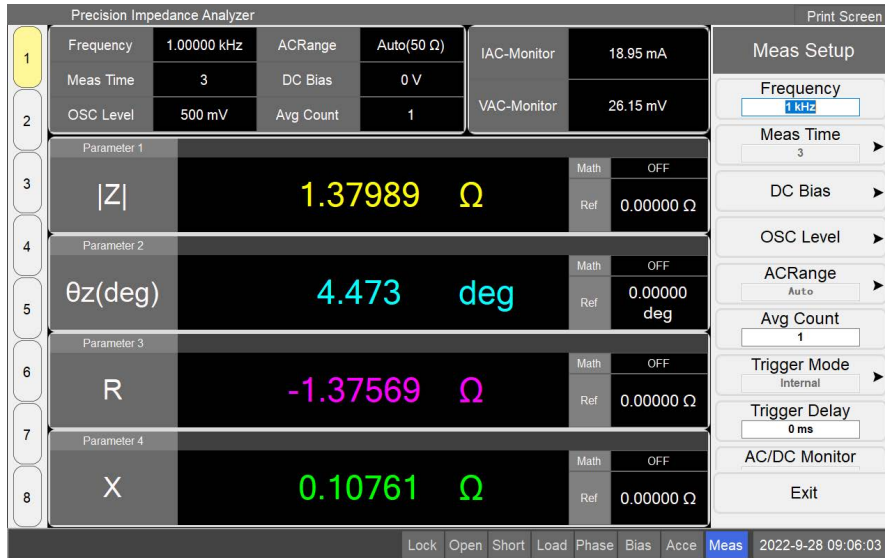 Precision Impedance Analyzer
Print Screen
1
2
3
4
5
6
7
8
Frequency 1.00000 kHz ACRange Auto(50 Ω)
Meas Time 3 DC Bias 0 V
OSC Level 500 mV Avg Count 1
IAC-Monitor 18.95 mA
VAC-Monitor 26.15 mV
Parameter 1
|Z| 1.37989 Ω
Math OFF
Ref 0.00000 Ω
Parameter 2
θz(deg) 4.473 deg
Math OFF
Ref 0.00000
deg
Parameter 3
R -1.37569 Ω
Math OFF
Ref 0.00000 Ω
Parameter 4
X 0.10761 Ω
Math OFF
Ref 0.00000 Ω
Meas Setup
Frequency
1 kHz
Meas Time
3
DC Bias
OSC Level
ACRange
Auto
Avg Count
1
Trigger Mode
Internal
Trigger Delay
0 ms
AC/DC Monitor
Exit
Lock Open Short Load Phase Bias Acce Meas 2022-9-28 09:06:03